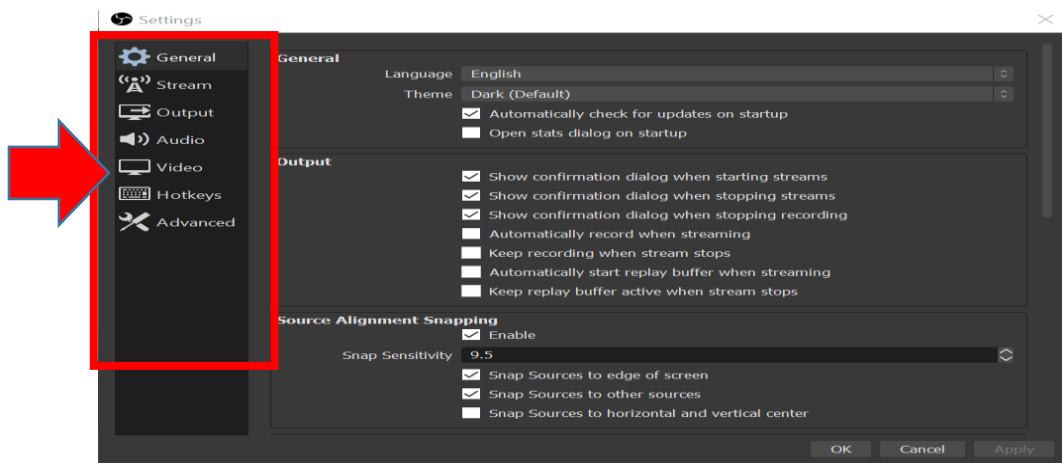 Settings
General
Stream
Output
Audio
Video
Hotkeys
Advanced
General
Language English
Theme Dark (Default)
Automatically check for updates on startup
Open stats dialog on startup
Output
Show confirmation dialog when starting streams
Show confirmation dialog when stopping streams
Show confirmation dialog when stopping recording
Automatically record when streaming
Keep recording when stream stops
Automatically start replay buffer when streaming
Keep replay buffer active when stream stops
Source Alignment Snapping
Enable
Snap Sensitivity 9.5
Snap Sources to edge of screen
Snap Sources to other sources
Snap Sources to horizontal and vertical center
OK Cancel Apply